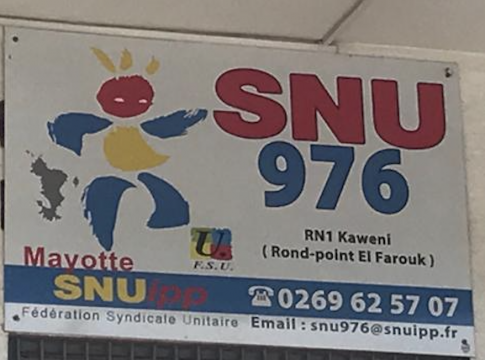 SNU
976
RN1 Kaweni
( Rond-point El Farouk )
F.S.U.
Mayotte
SNUipp
☎ 0269 62 57 07
Fédération Syndicale Unitaire
Email : snu976@snuipp.fr